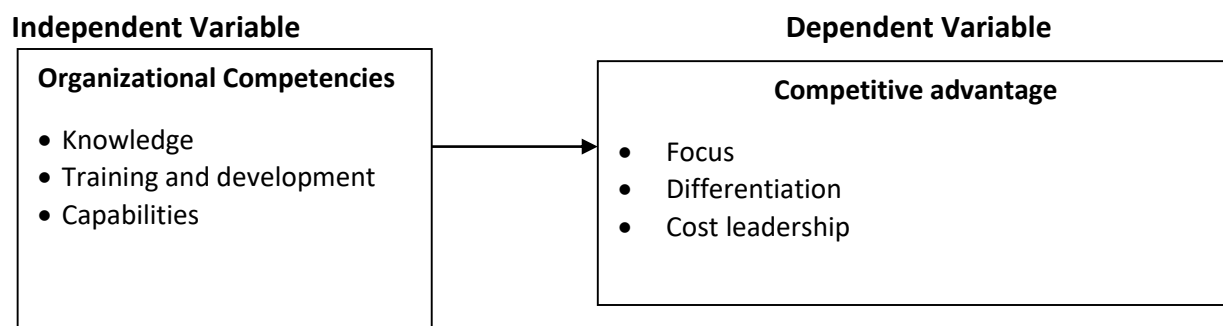 Independent Variable
Dependent Variable
Organizational Competencies
• Knowledge
• Training and development
• Capabilities
Competitive advantage
• Focus
• Differentiation
• Cost leadership